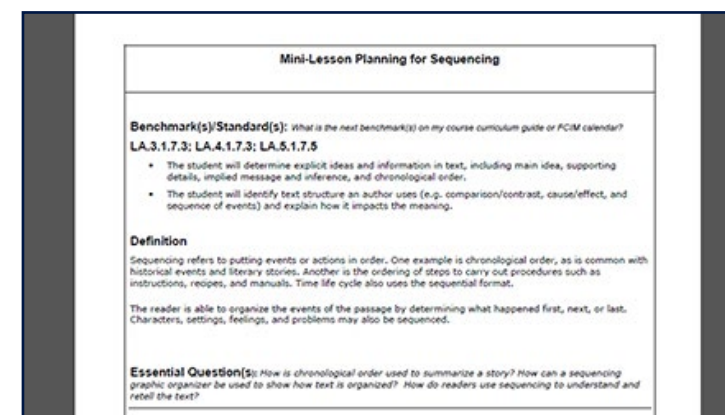 Mini-Lesson Planning for Sequencing
Benchmark(s)/Standard(s): What is the next benchmark(s) on my course curriculum guide or FCIM calendar?
LA.3.1.7.3; LA.4.1.7.3; LA.5.1.7.5
• The student will determine explicit ideas and information in text, including main idea, supporting
details, implied message and inference, and chronological order.
• The student will identify text structure an author uses (e.g. comparison/contrast, cause/effect, and
sequence of events) and explain how it impacts the meaning.
Definition
Sequencing refers to putting events or actions in order. One example is chronological order, as is common with
historical events and literary stories. Another is the ordering of steps to carry out procedures such as
instructions, recipes, and manuals. Time life cycle also uses the sequential format.
The reader is able to organize the events of the passage by determining what happened first, next, or last.
Characters, settings, feelings, and problems may also be sequenced.
Essential Question(s): How is chronological order used to summarize a story? How can a sequencing
graphic organizer be used to show how text is organized? How do readers use sequencing to understand and
retell the text?